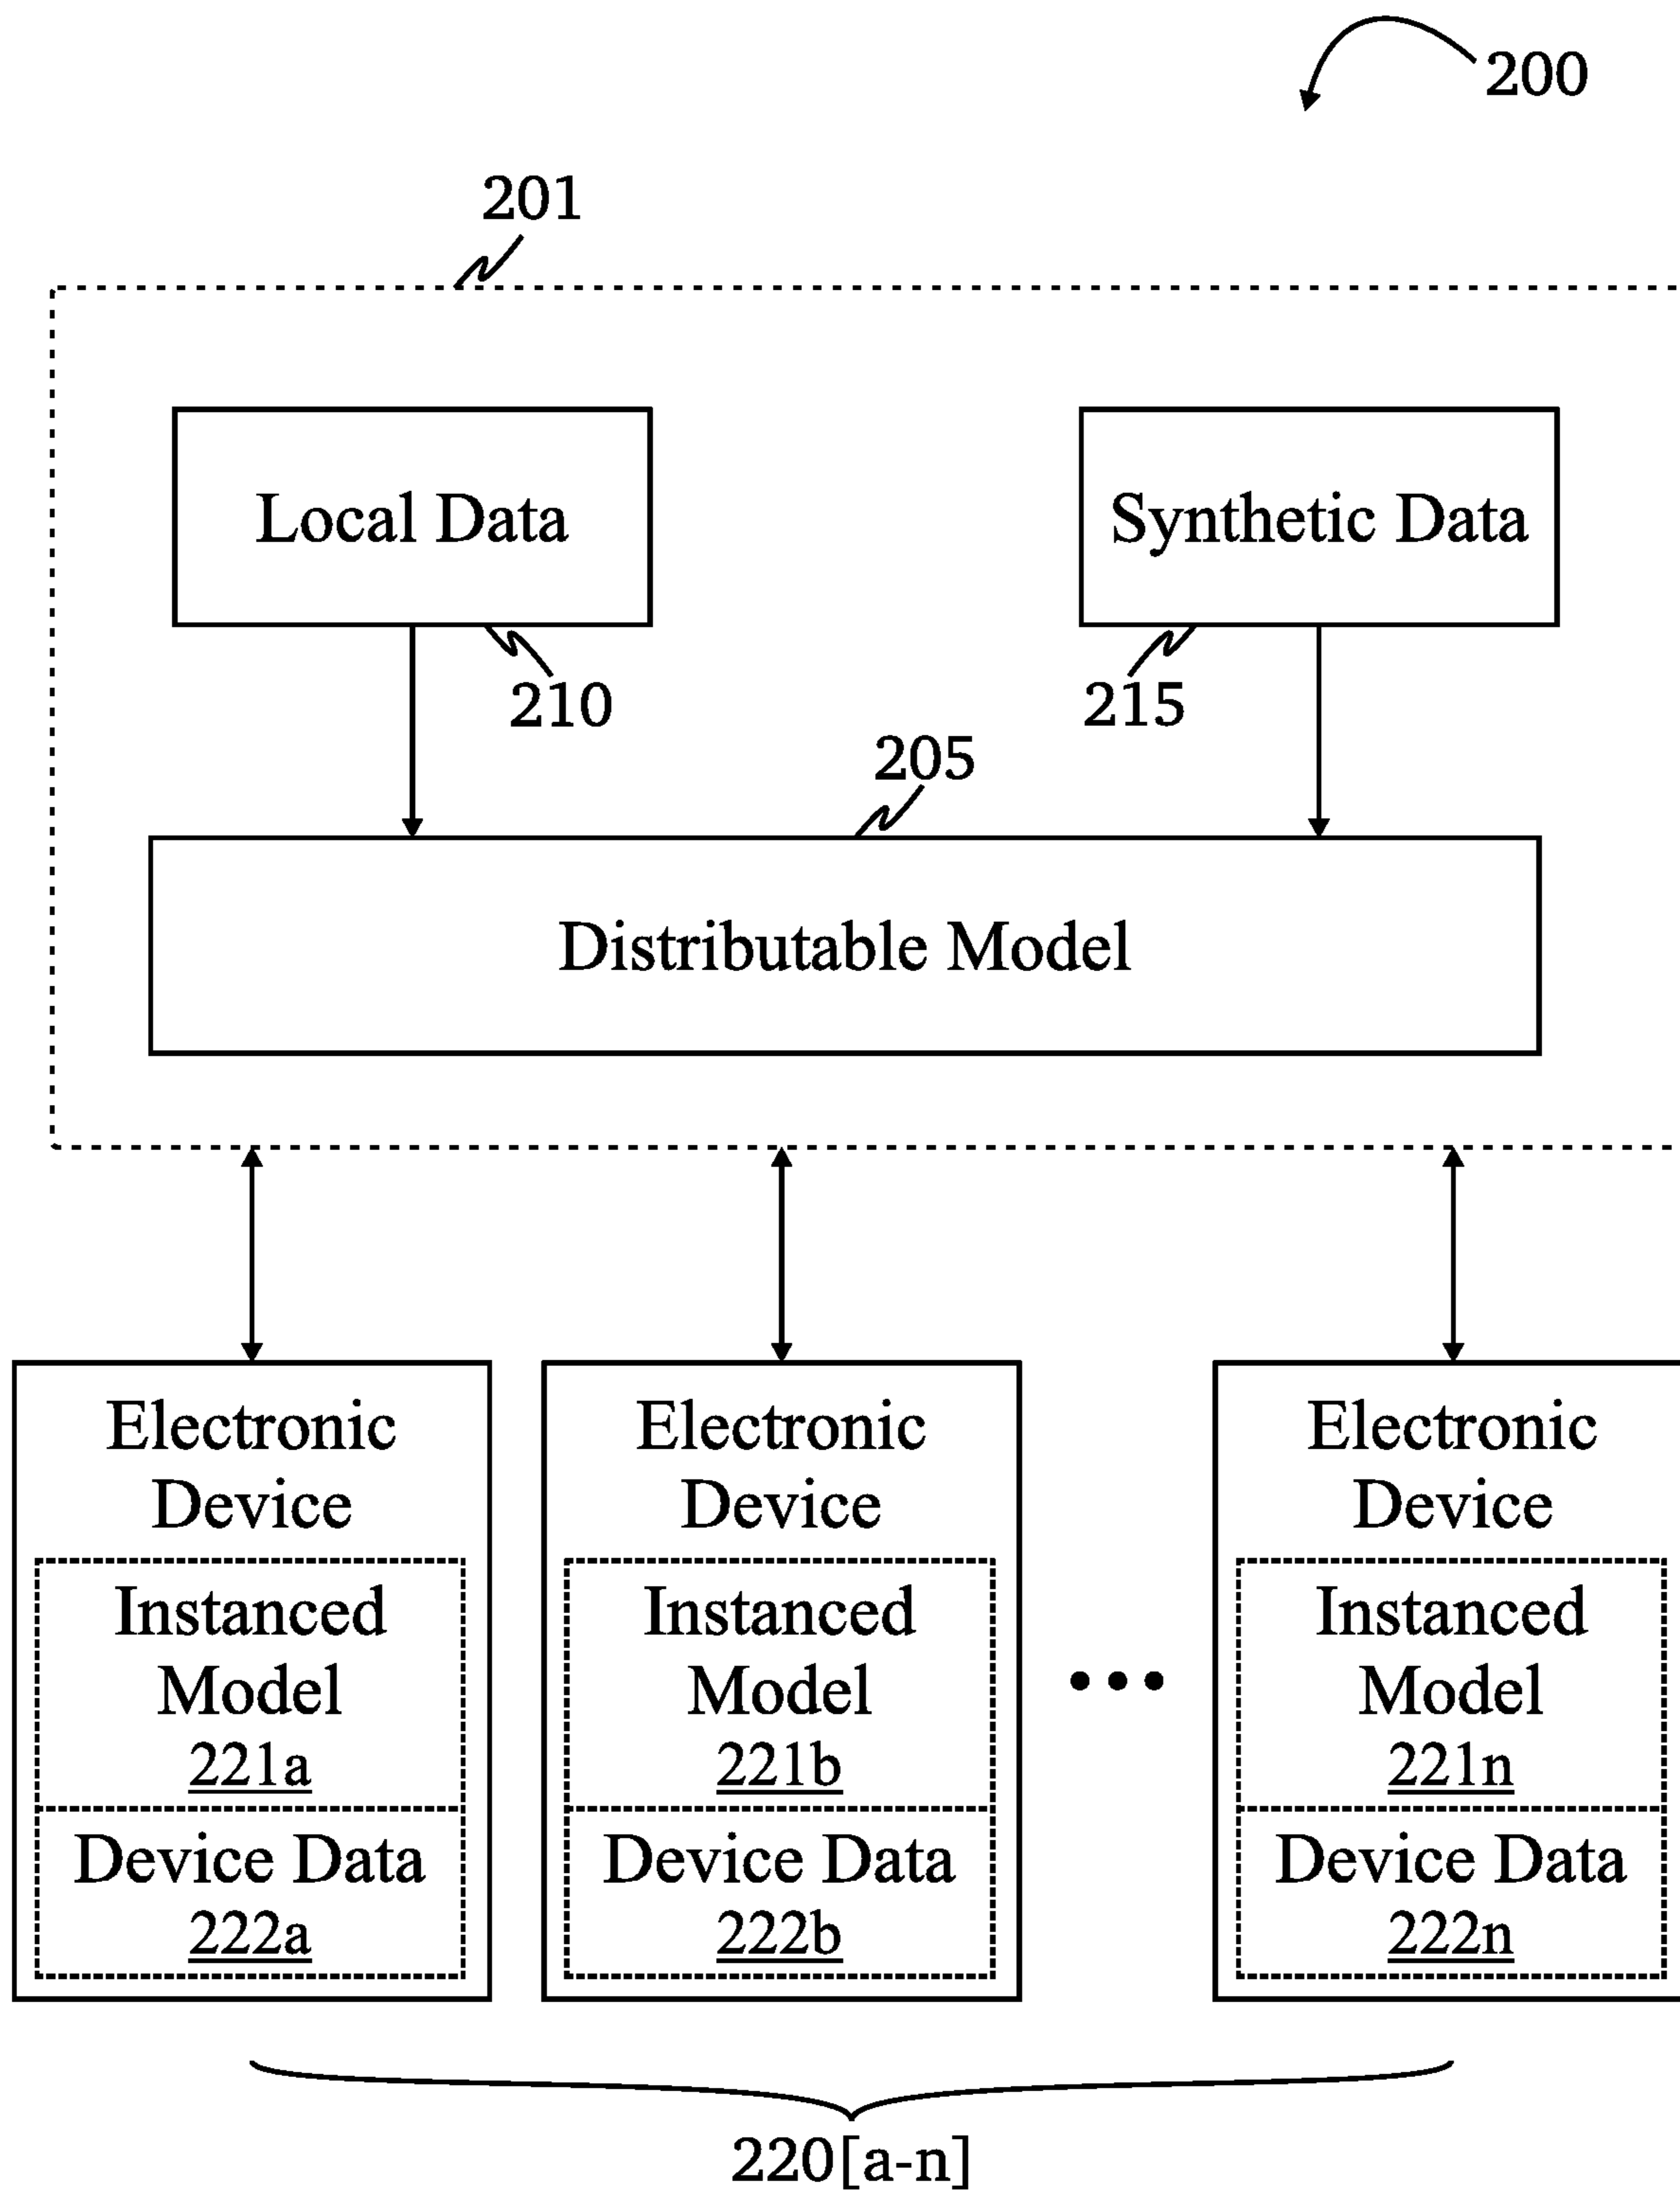 200
201
Local Data
Synthetic Data
210
215
205
Distributable Model
Electronic
Device
Instanced
Model
221a
Device Data
222a
Electronic
Device
Instanced
Model
221b
Device Data
222b
Electronic
Device
Instanced
Model
221n
Device Data
222n
220[a-n]